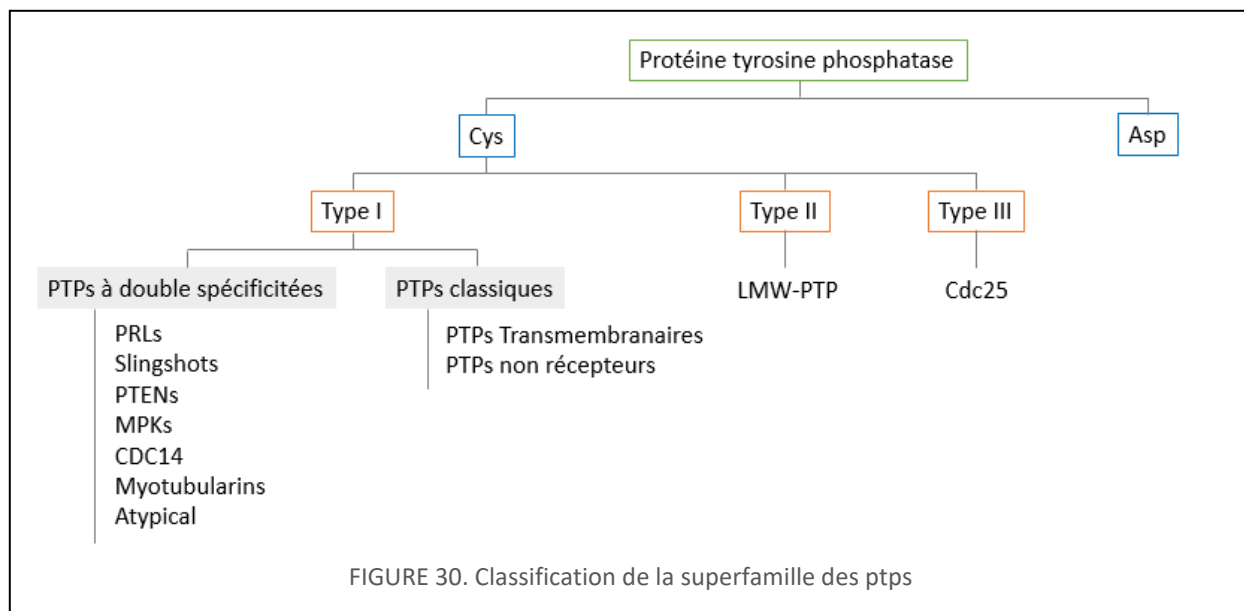 Protéine tyrosine phosphatase
Cys
Asp
Type I
Type II
Type III
PTPs à double spécificitées
PTPs classiques
LMW-PTP
Cdc25
PRLs
Slingshots
PTENs
MPKs
CDC14
Myotubularins
Atypical
PTPs Transmembranaires
PTPs non récepteurs
FIGURE 30. Classification de la superfamille des ptps